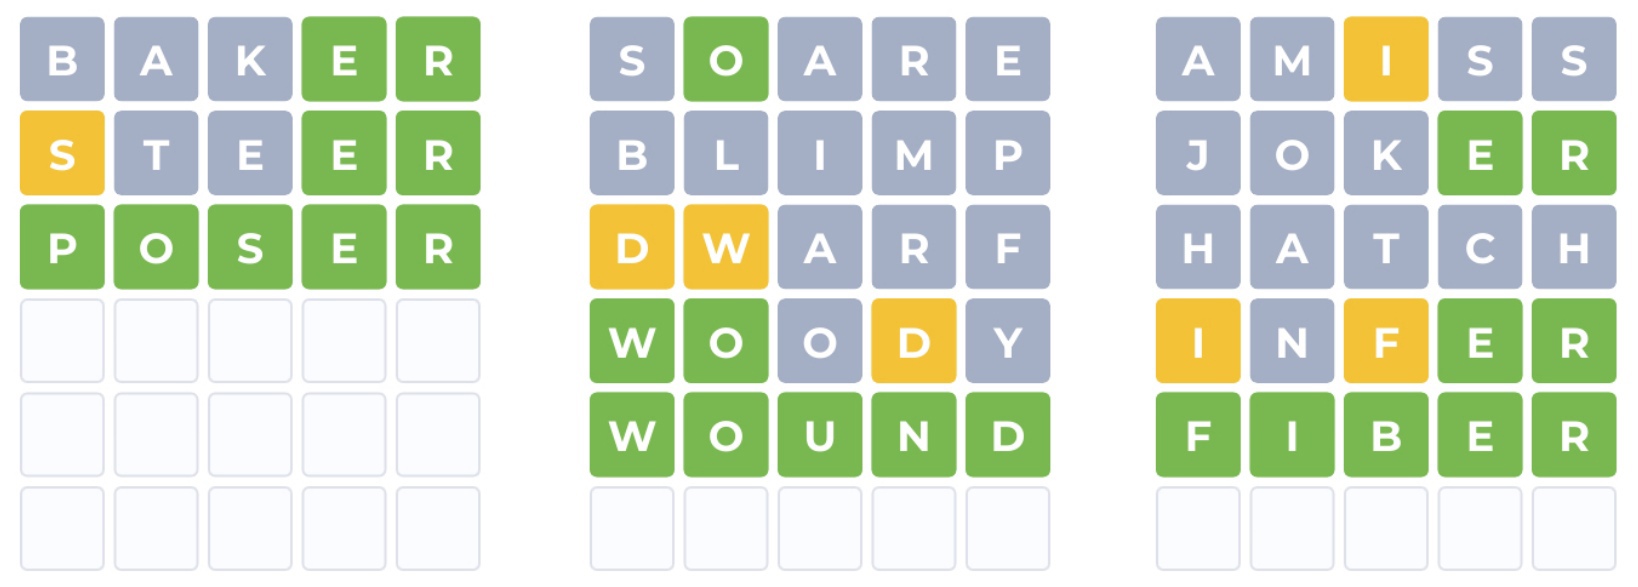 BAKER
STEER
POSER
SOARE
BLIMP
DWARF
WOODY
WOUND
AMISS
JOKER
HATCH
INFER
FIBER